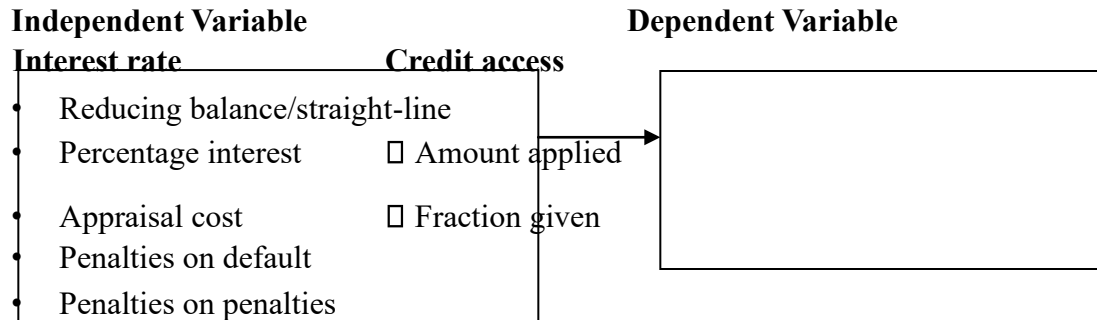 Independent Variable Dependent Variable
Interest rate Credit access
• Reducing balance/straight-line
• Percentage interest ▯ Amount applied
• Appraisal cost ▯ Fraction given
• Penalties on default
• Penalties on penalties